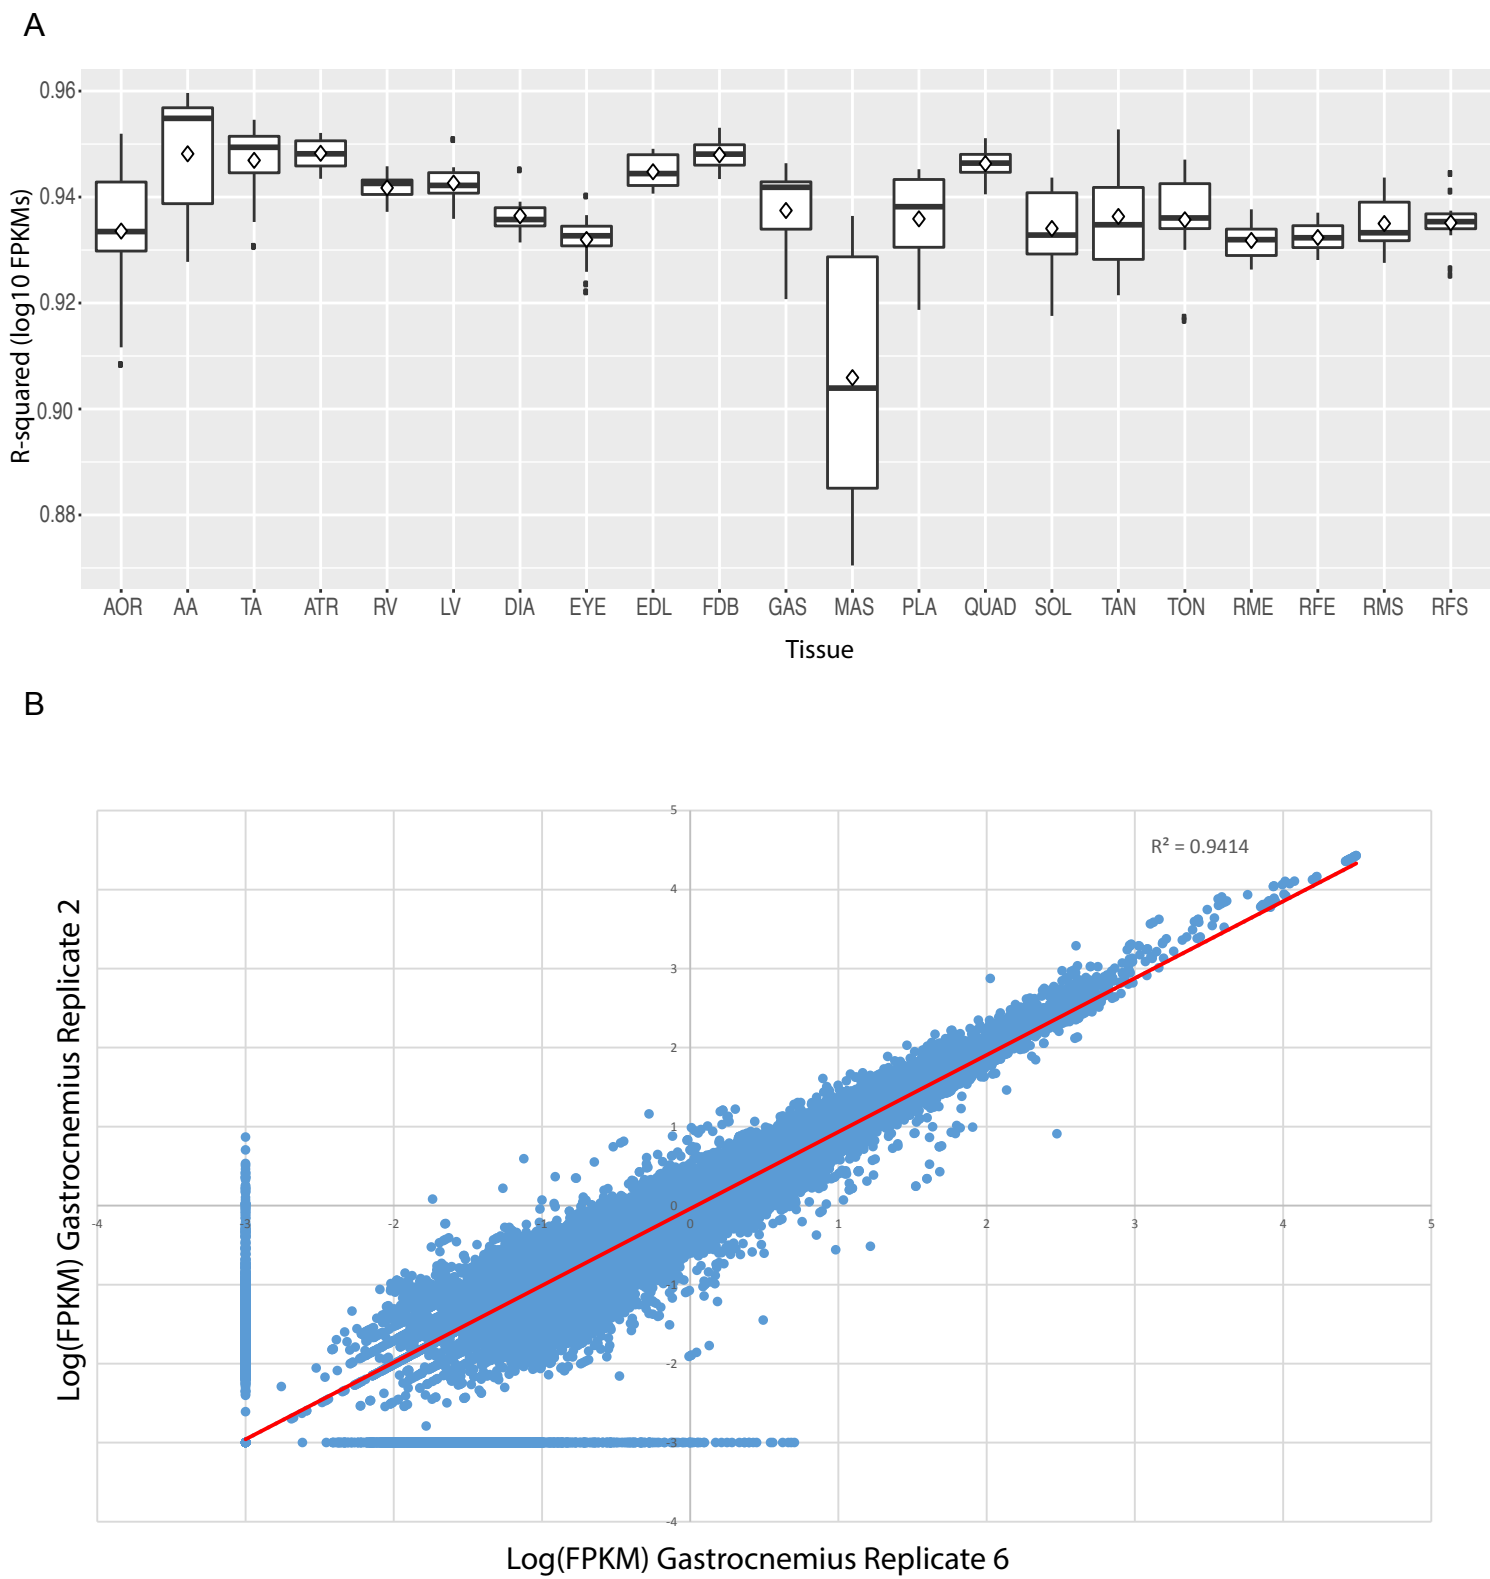 A
R-squared (log10 FPKMs)
0.96
0.94
0.92
0.90
0.88
AOR AA TA ATR RV LV DIA EYE EDL FDB GAS MAS PLA QUAD SOL TAN TON RME RFE RMS RFS
Tissue
B
Log(FPKM) Gastrocnemius Replicate 2
R² = 0.9414
5
4
3
2
1
0
-1
-2
-3
-4
-4 -3 -2 -1 0 1 2 3 4 5
Log(FPKM) Gastrocnemius Replicate 6